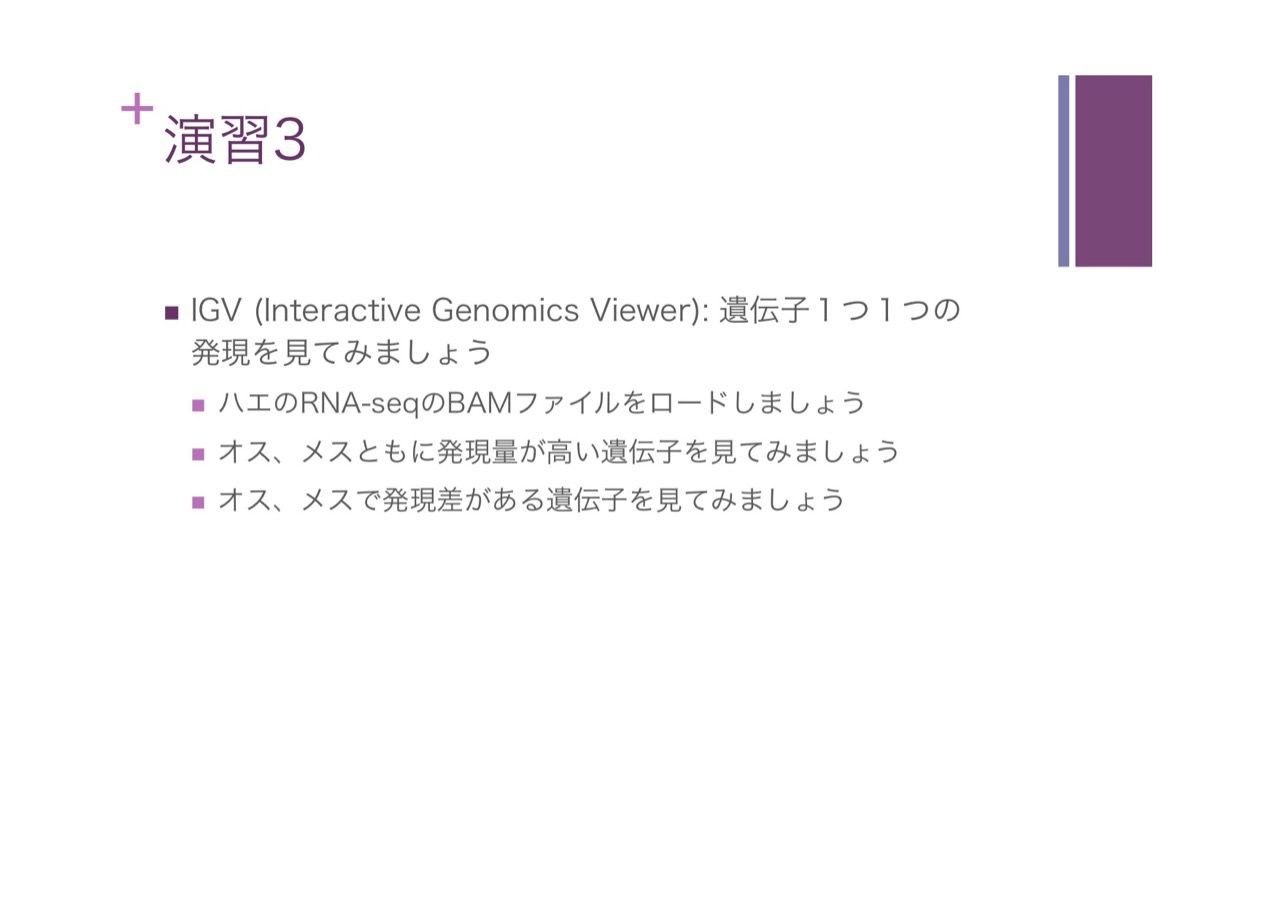 演習3
IGV (Interactive Genomics Viewer): 遺伝子１つ１つの
発現を見てみましょう
ハエのRNA-seqのBAMファイルをロードしましょう
オス、メスともに発現量が高い遺伝子を見てみましょう
オス、メスで発現差がある遺伝子を見てみましょう